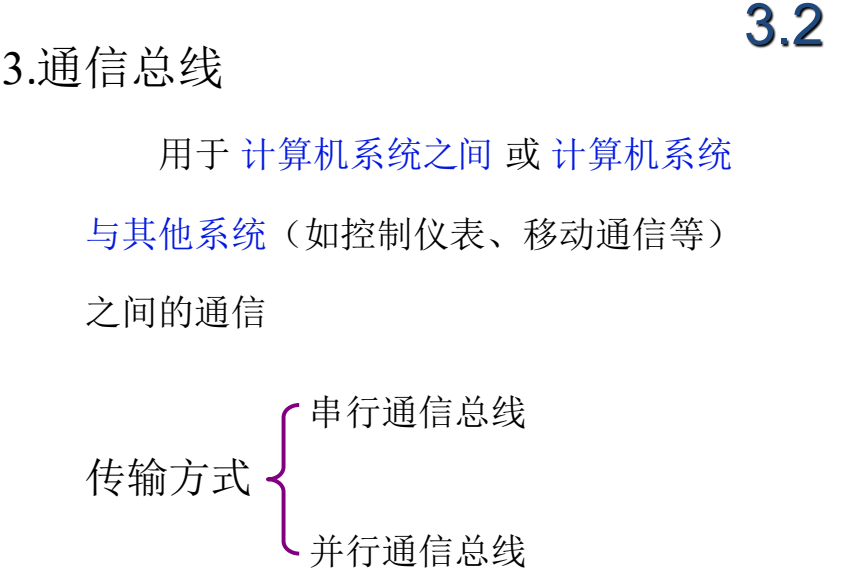 3.2
3.通信总线
用于 计算机系统之间 或 计算机系统
与其他系统（如控制仪表、移动通信等）
之间的通信
串行通信总线
传输方式
并行通信总线